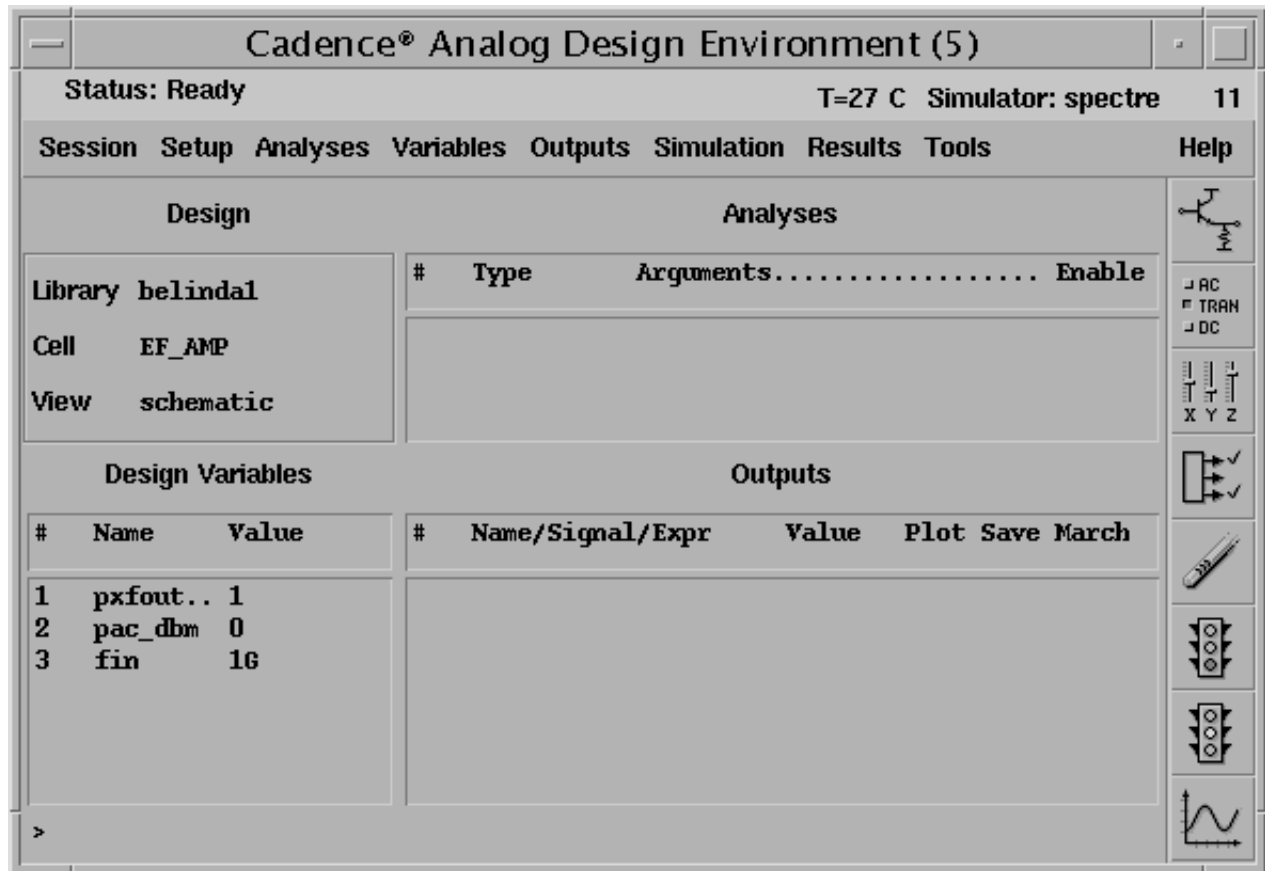 Cadence® Analog Design Environment (5)
Status: Ready T=27 C Simulator: spectre 11
Session Setup Analyses Variables Outputs Simulation Results Tools Help
Design
Library belinda1
Cell EF_AMP
View schematic
Analyses
# Type Arguments.................. Enable
Design Variables
# Name Value
1 pxfout.. 1
2 pac_dbm 0
3 fin 1G
Outputs
# Name/Signal/Expr Value Plot Save March
AC
TRAN
DC
X Y Z
>